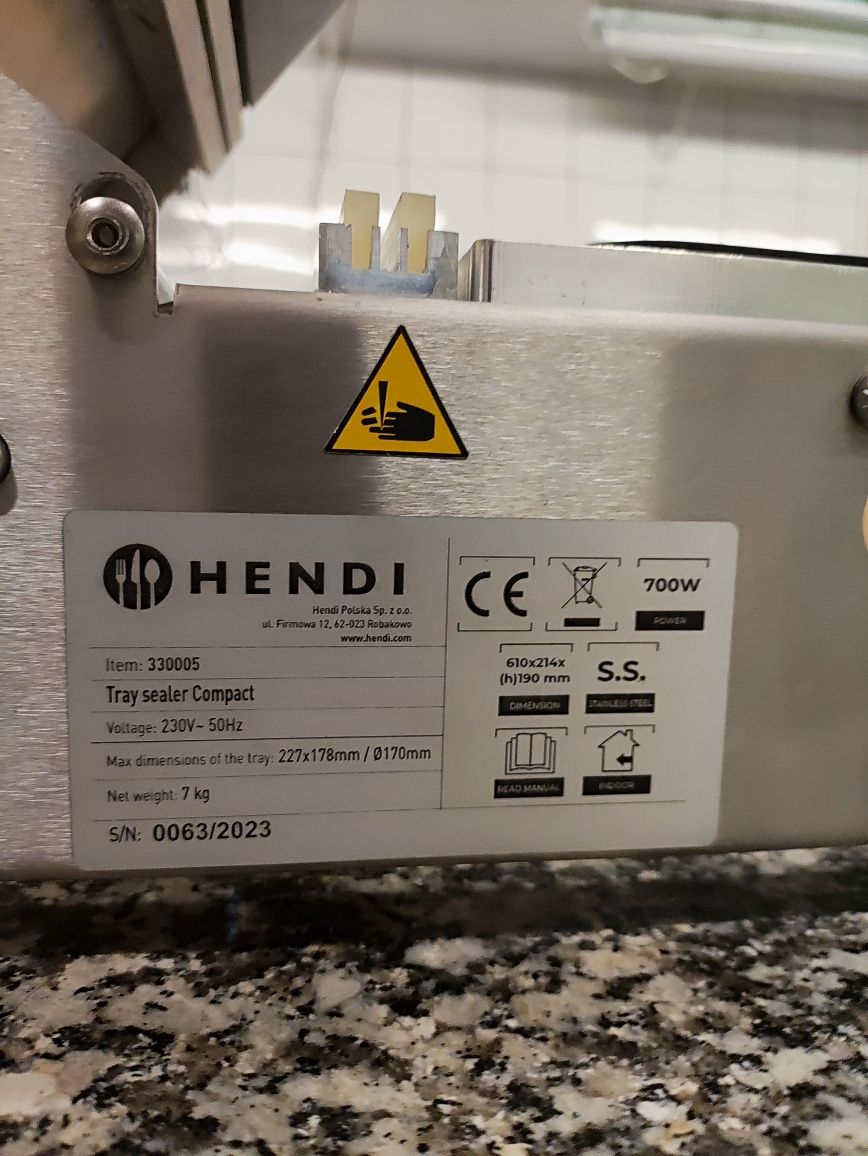 HENDI
Hendi Polska Sp. z o.o.
ul. Firmowa 12, 62-023 Robakowo
www.hendi.com
Item: 330005
Tray sealer Compact
Voltage: 230V~ 50Hz
Max dimensions of the tray: 227x178mm / Ø170mm
Net weight: 7 kg
S/N: 0063/2023
CE
700W
POWER
610x214x
(h)190 mm
DIMENSION
S.S.
STAINLESS STEEL
READ MANUAL
INDOOR